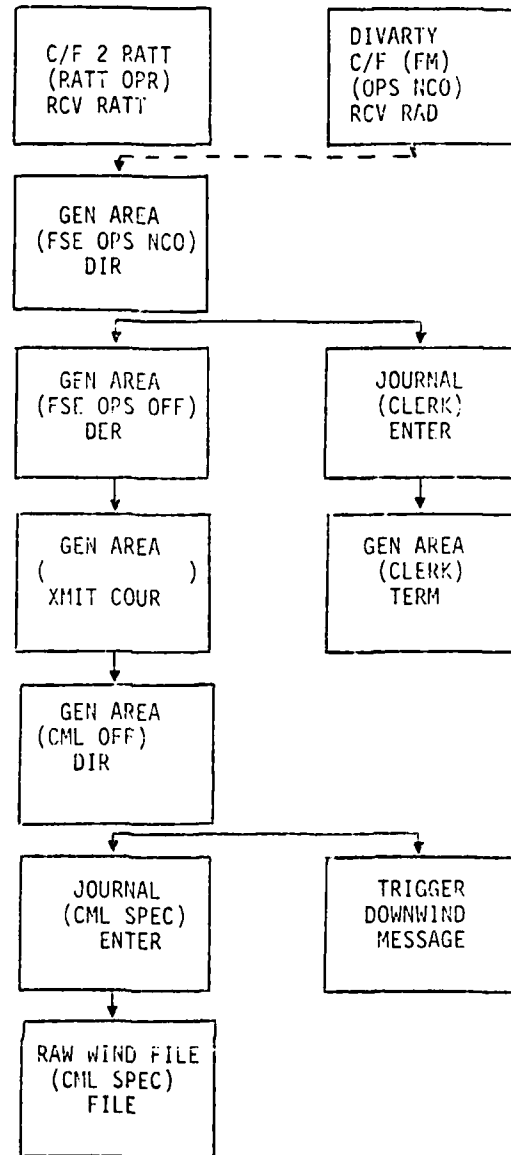 C/F 2 RATT
(RATT OPR)
RCV RATT
DIVARTY
C/F (FM)
(OPS NCO)
RCV RAD
GEN AREA
(FSE OPS NCO)
DIR
GEN AREA
(FSE OPS OFF)
DER
JOURNAL
(CLERK)
ENTER
GEN AREA
( )
XMIT COUR
GEN AREA
(CLERK)
TERM
GEN AREA
(CML OFF)
DIR
JOURNAL
(CML SPEC)
ENTER
TRIGGER
DOWNWIND
MESSAGE
RAW WIND FILE
(CML SPEC)
FILE